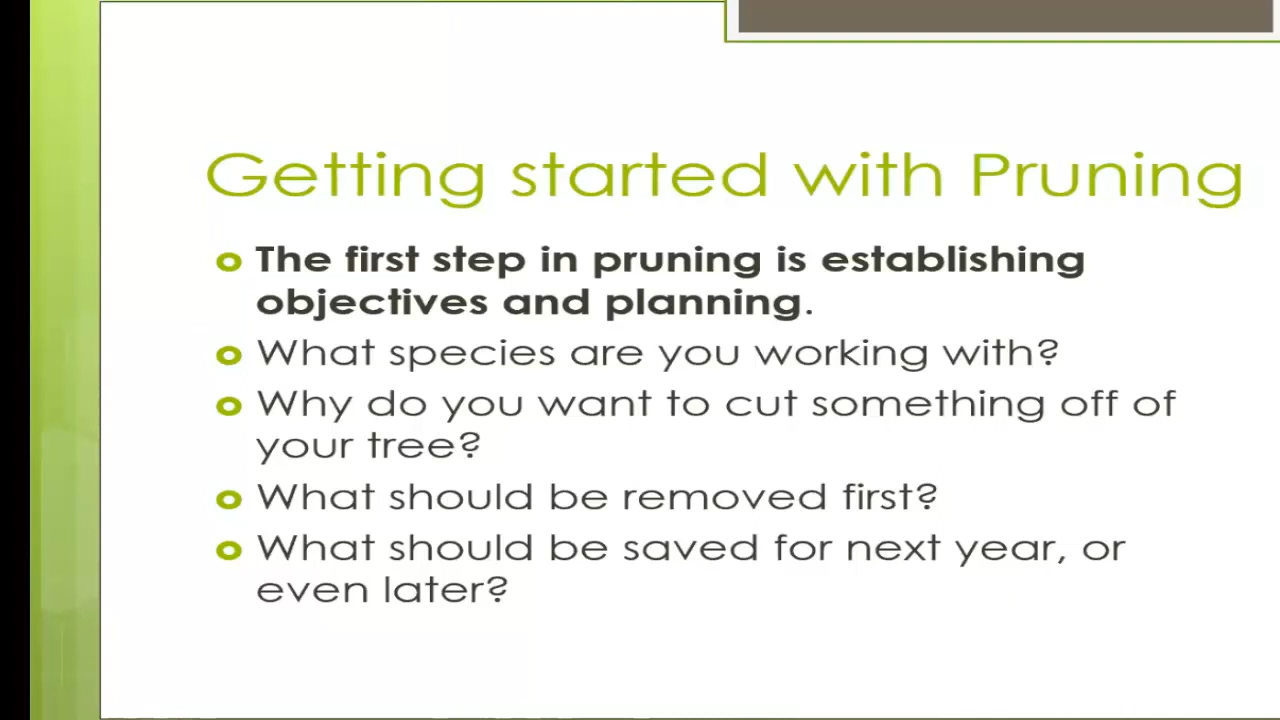 Getting started with Pruning
The first step in pruning is establishing
objectives and planning.
What species are you working with?
Why do you want to cut something off of
your tree?
What should be removed first?
What should be saved for next year, or
even later?